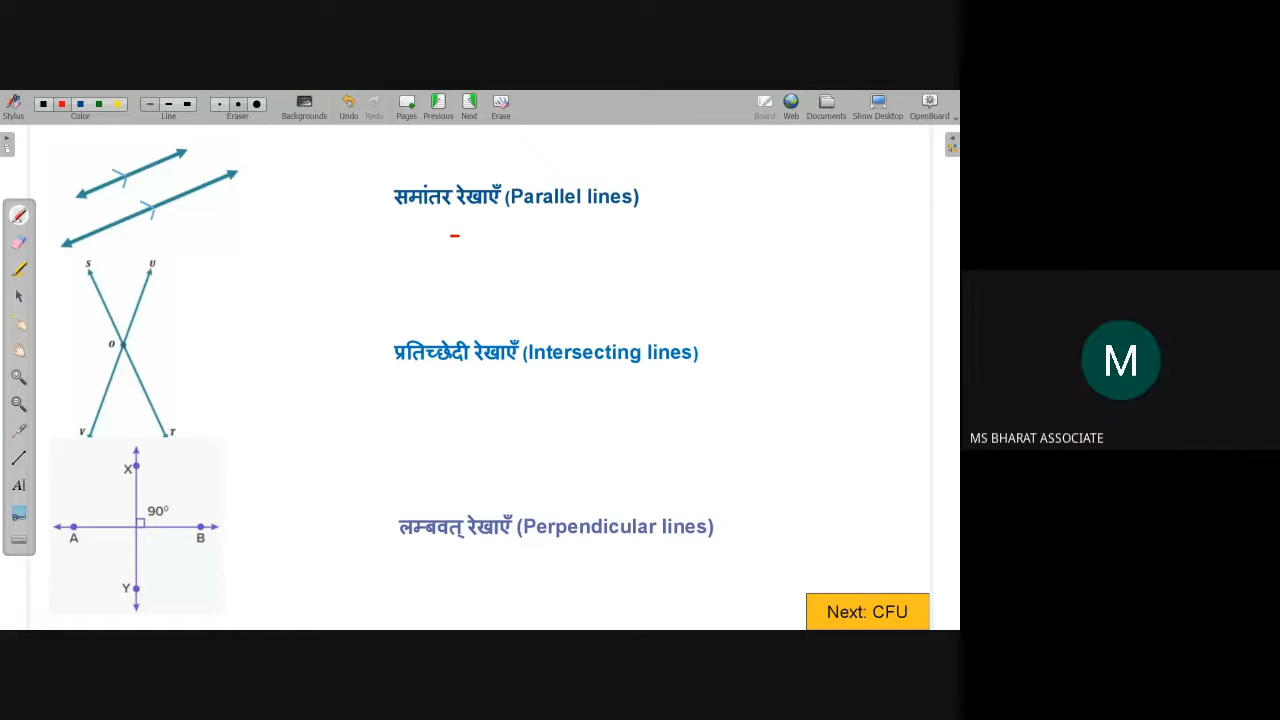 Stylus Color Line Eraser Backgrounds Undo Redo Pages Previous Next Erase Board Web Documents Show Desktop OpenBoard
समांतर रेखाएँ (Parallel lines)
S U
O
V T
प्रतिच्छेदी रेखाएँ (Intersecting lines)
X
90⁰
A B
Y
लम्बवत् रेखाएँ (Perpendicular lines)
Next: CFU
M
MS BHARAT ASSOCIATE